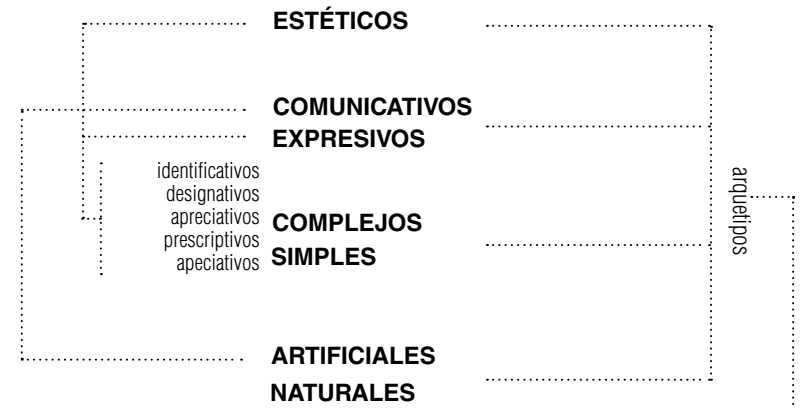 ESTÉTICOS
COMUNICATIVOS
EXPRESIVOS
identificativos
designativos
apreciativos
prescriptivos
apeciativos
COMPLEJOS
SIMPLES
ARTIFICIALES
NATURALES
arquetipos